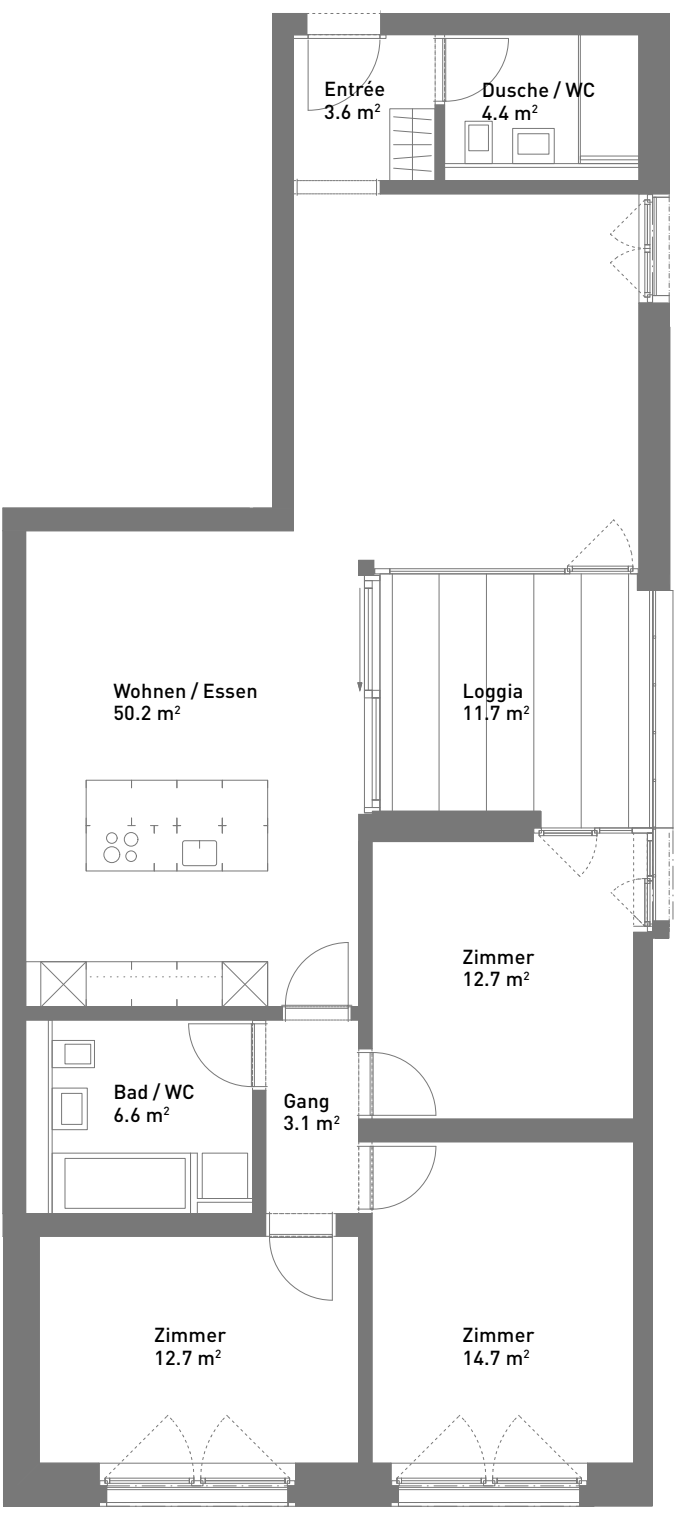 Entrée
3.6 m²
Dusche / WC
4.4 m²
Wohnen / Essen
50.2 m²
Loggia
11.7 m²
Zimmer
12.7 m²
Bad / WC
6.6 m²
Gang
3.1 m²
Zimmer
12.7 m²
Zimmer
14.7 m²